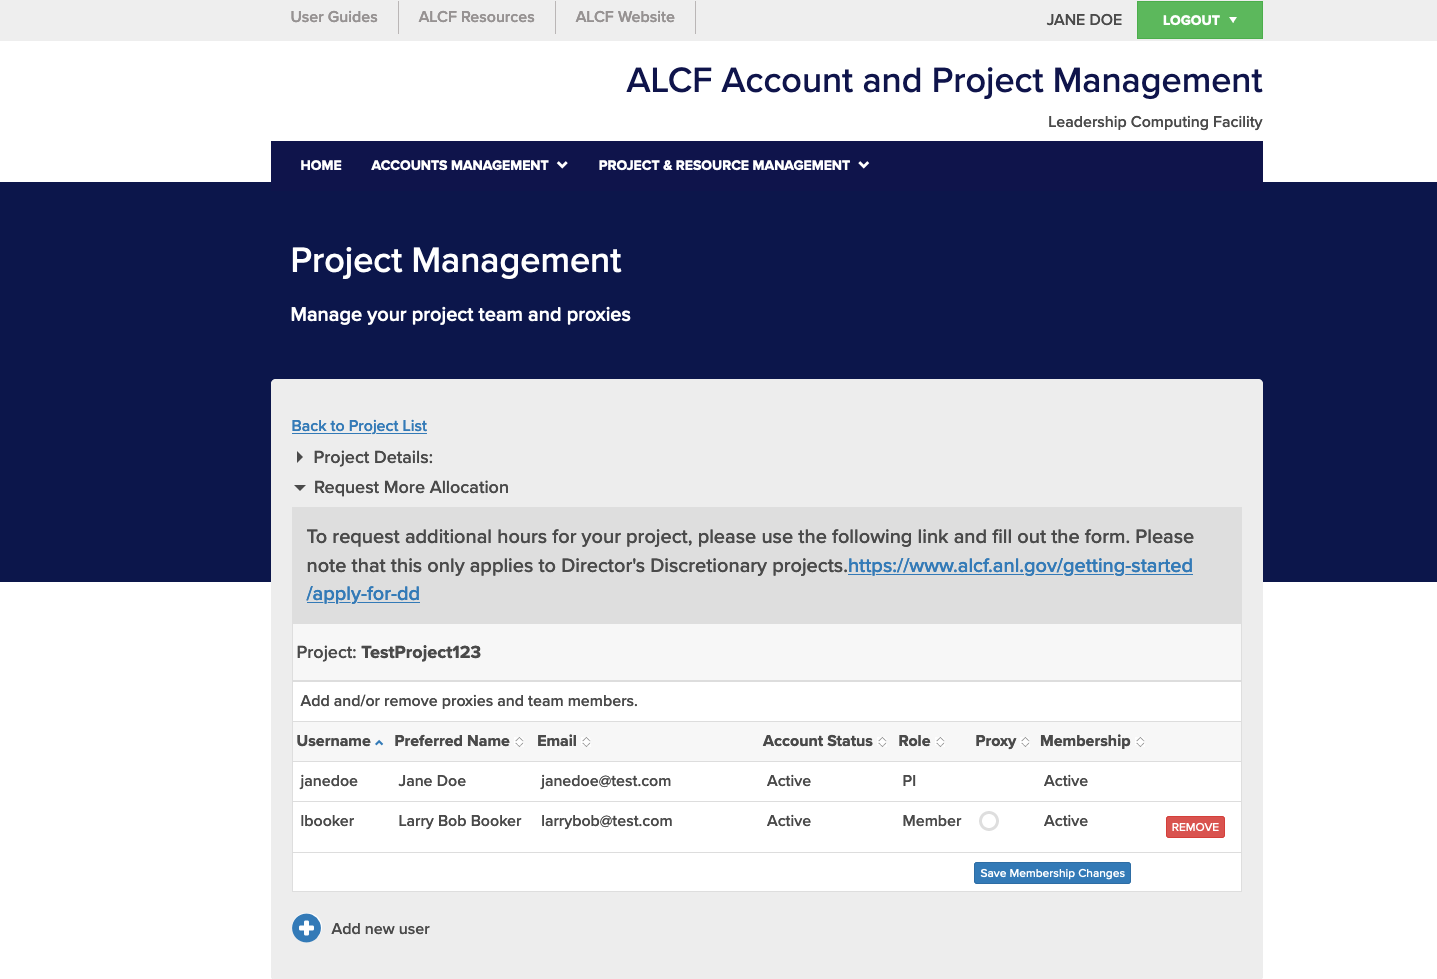 User Guides
ALCF Resources
ALCF Website
JANE DOE
LOGOUT
ALCF Account and Project Management
Leadership Computing Facility
HOME
ACCOUNTS MANAGEMENT
PROJECT & RESOURCE MANAGEMENT
Project Management
Manage your project team and proxies
Back to Project List
Project Details:
Request More Allocation
To request additional hours for your project, please use the following link and fill out the form. Please
note that this only applies to Director's Discretionary projects.https://www.alcf.anl.gov/getting-started
/apply-for-dd
Project: TestProject123
Add and/or remove proxies and team members.
Username Preferred Name Email Account Status Role Proxy Membership
janedoe Jane Doe janedoe@test.com Active PI Active
lbooker Larry Bob Booker larrybob@test.com Active Member Active REMOVE
Save Membership Changes
Add new user